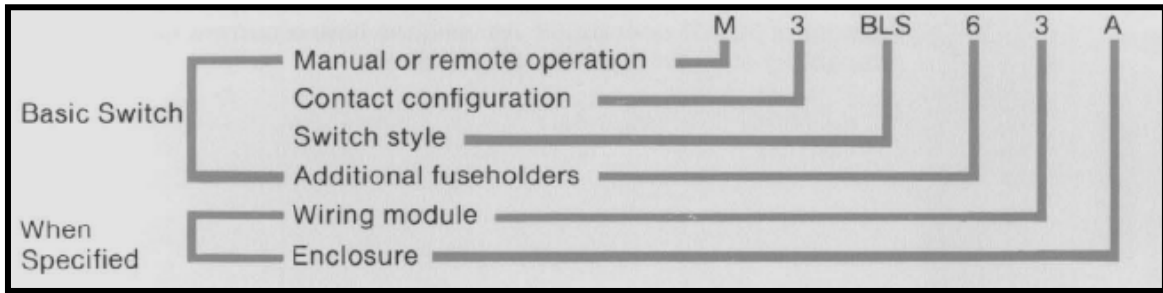 M 3 BLS 6 3 A
Manual or remote operation
Contact configuration
Basic Switch
Switch style
Additional fuseholders
Wiring module
When
Specified
Enclosure